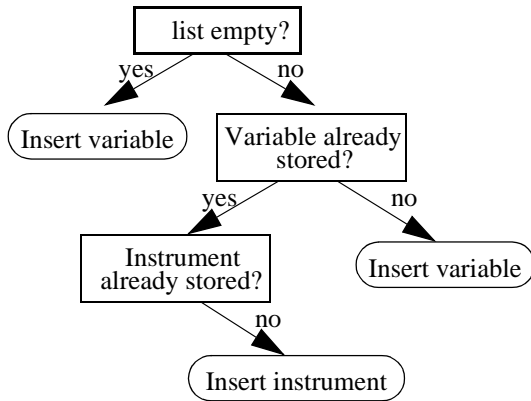 list empty?
yes
no
Insert variable
Variable already
stored?
yes
no
Instrument
already stored?
Insert variable
no
Insert instrument